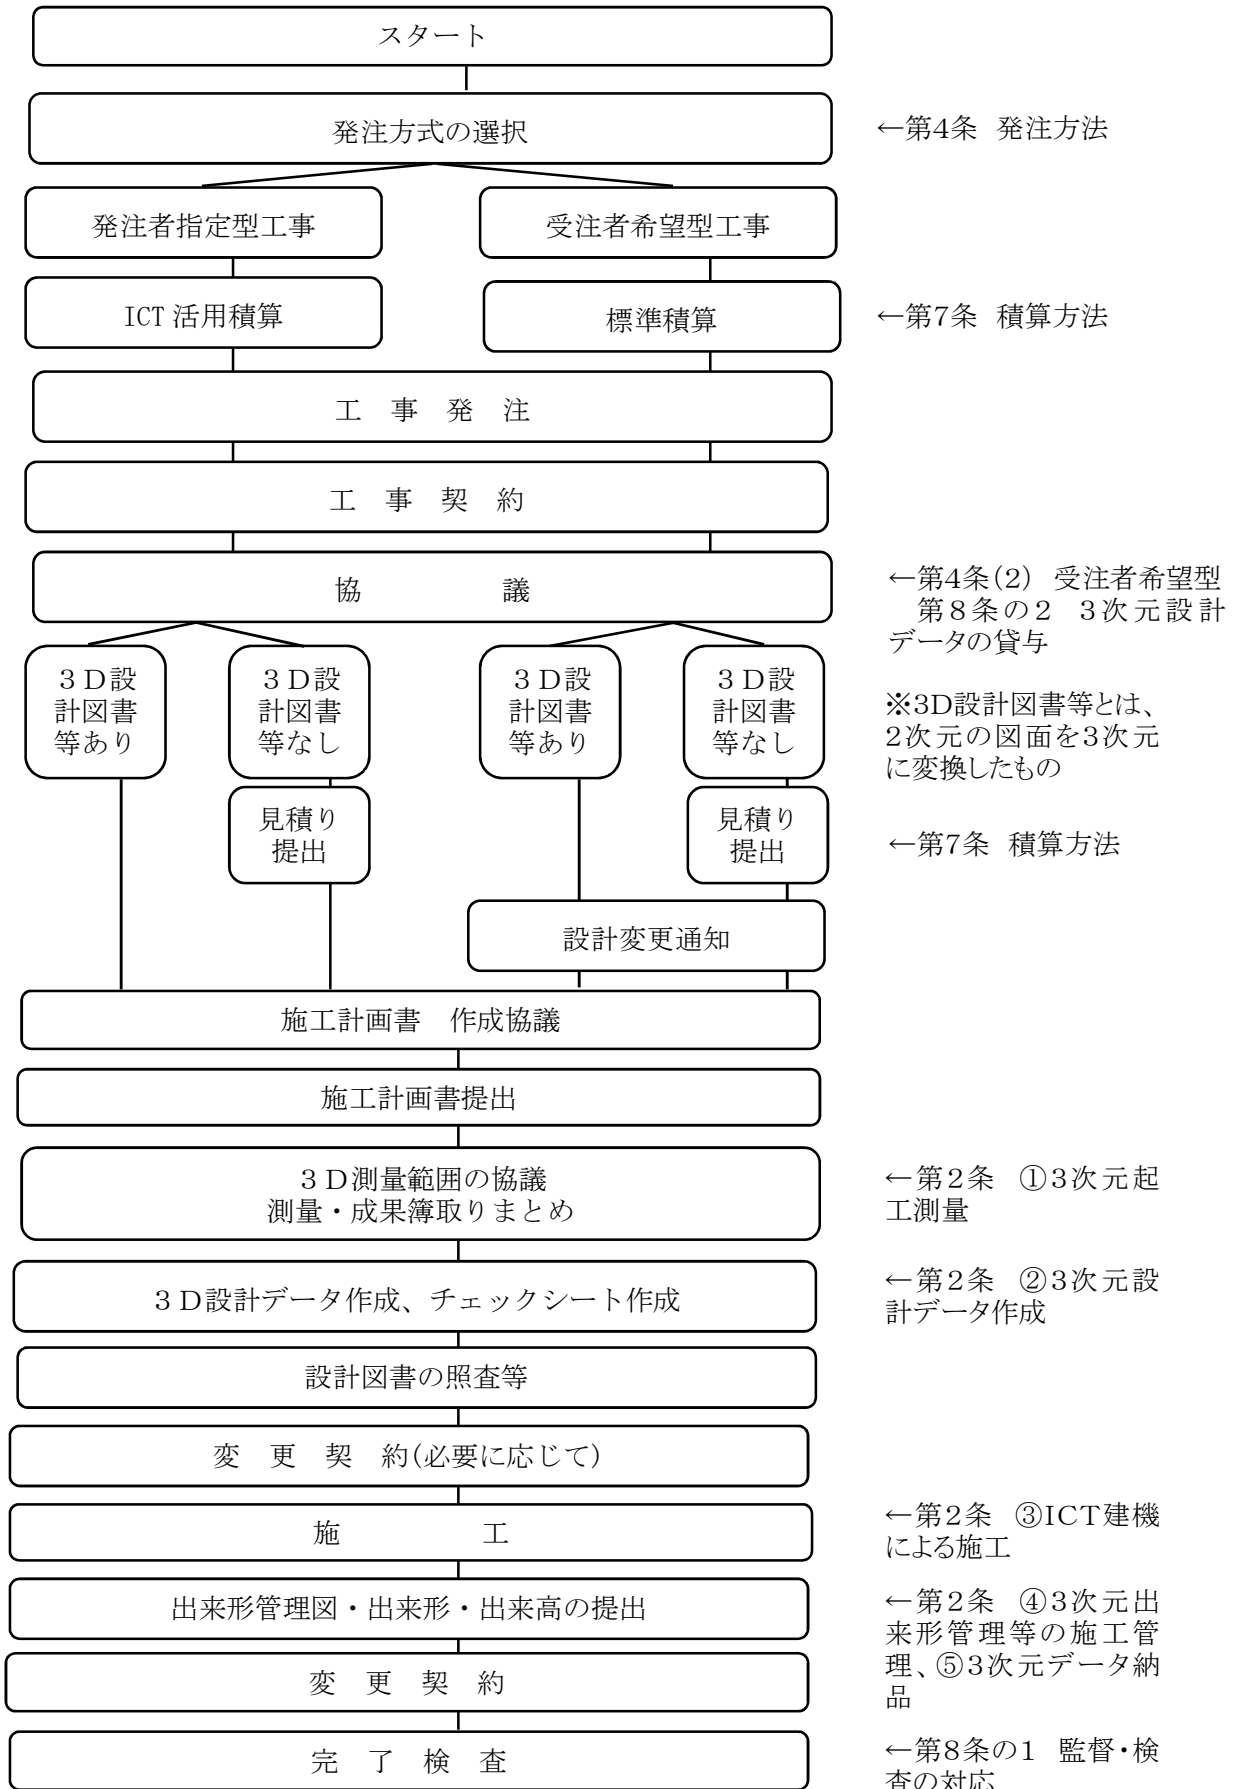 スタート
発注方式の選択
←第4条 発注方法
発注者指定型工事
受注者希望型工事
ICT 活用積算
標準積算
←第7条 積算方法
工 事 発 注
工 事 契 約
協 議
←第4条(2) 受注者希望型
第8条の2 3次元設計
データの貸与
3D設
計図書
等あり
3D設
計図書
等なし
3D設
計図書
等あり
3D設
計図書
等なし
※3D設計図書等とは、
2次元の図面を3次元
に変換したもの
見積り
提出
見積り
提出
←第7条 積算方法
設計変更通知
施工計画書 作成協議
施工計画書提出
3D測量範囲の協議
測量・成果簿取りまとめ
←第2条 ①3次元起
工測量
3D設計データ作成、チェックシート作成
←第2条 ②3次元設
計データ作成
設計図書の照査等
変 更 契 約(必要に応じて)
施 工
←第2条 ③ICT建機
による施工
出来形管理図・出来形・出来高の提出
←第2条 ④3次元出
来形管理等の施工管
理、⑤3次元データ納
品
変 更 契 約
完 了 検 査
←第8条の1 監督・検
査の対応